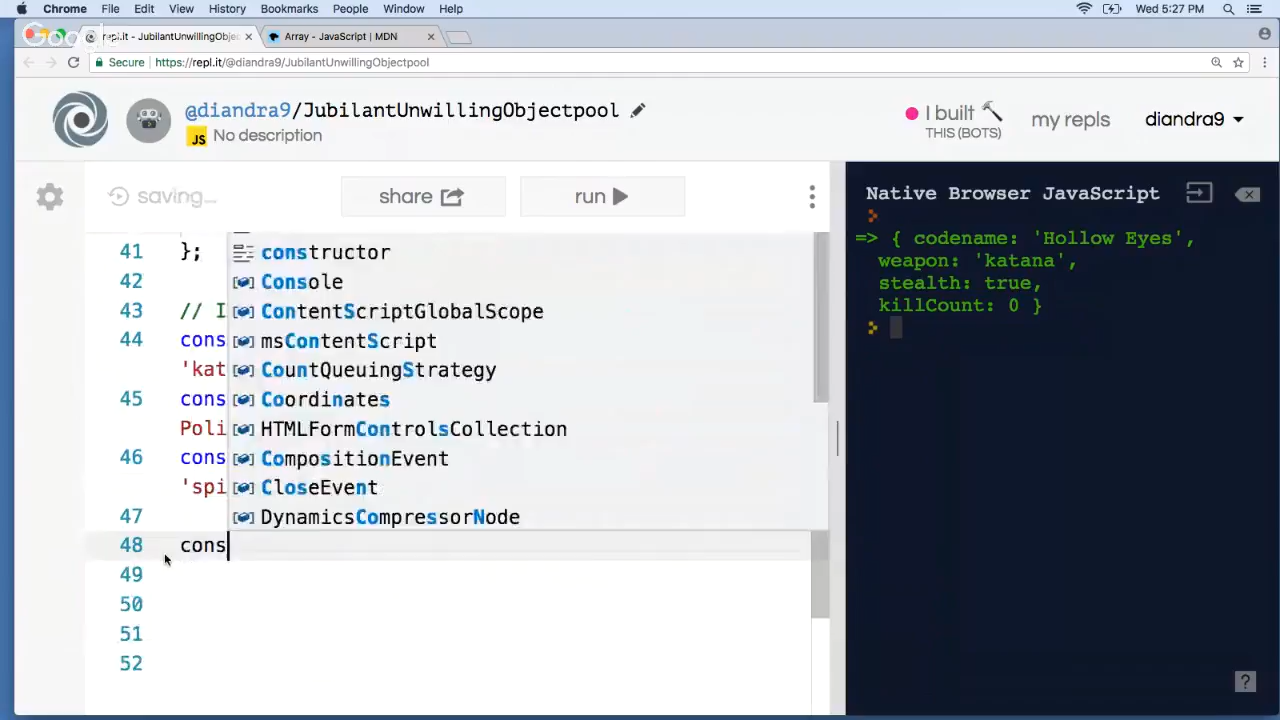 Chrome File Edit View History Bookmarks People Window Help Wed 5:27 PM
Google
repl.it - JubilantUnwillingObjec Array - JavaScript | MDN
Secure https://repl.it/@diandra9/JubilantUnwillingObjectpool
@diandra9/JubilantUnwillingObjectpool
JS No description
I built
THIS (BOTS)
my repls
diandra9
saving...
share
run
41 };
42
43 // I
44 cons
'kat
45 cons
Poli
46 cons
'spi
47
48 cons
49
50
51
52
constructor
Console
ContentScriptGlobalScope
msContentScript
CountQueuingStrategy
Coordinates
HTMLFormControlsCollection
CompositionEvent
CloseEvent
DynamicsCompressorNode
Native Browser JavaScript
=> { codename: 'Hollow Eyes',
weapon: 'katana',
stealth: true,
killCount: 0 }
?